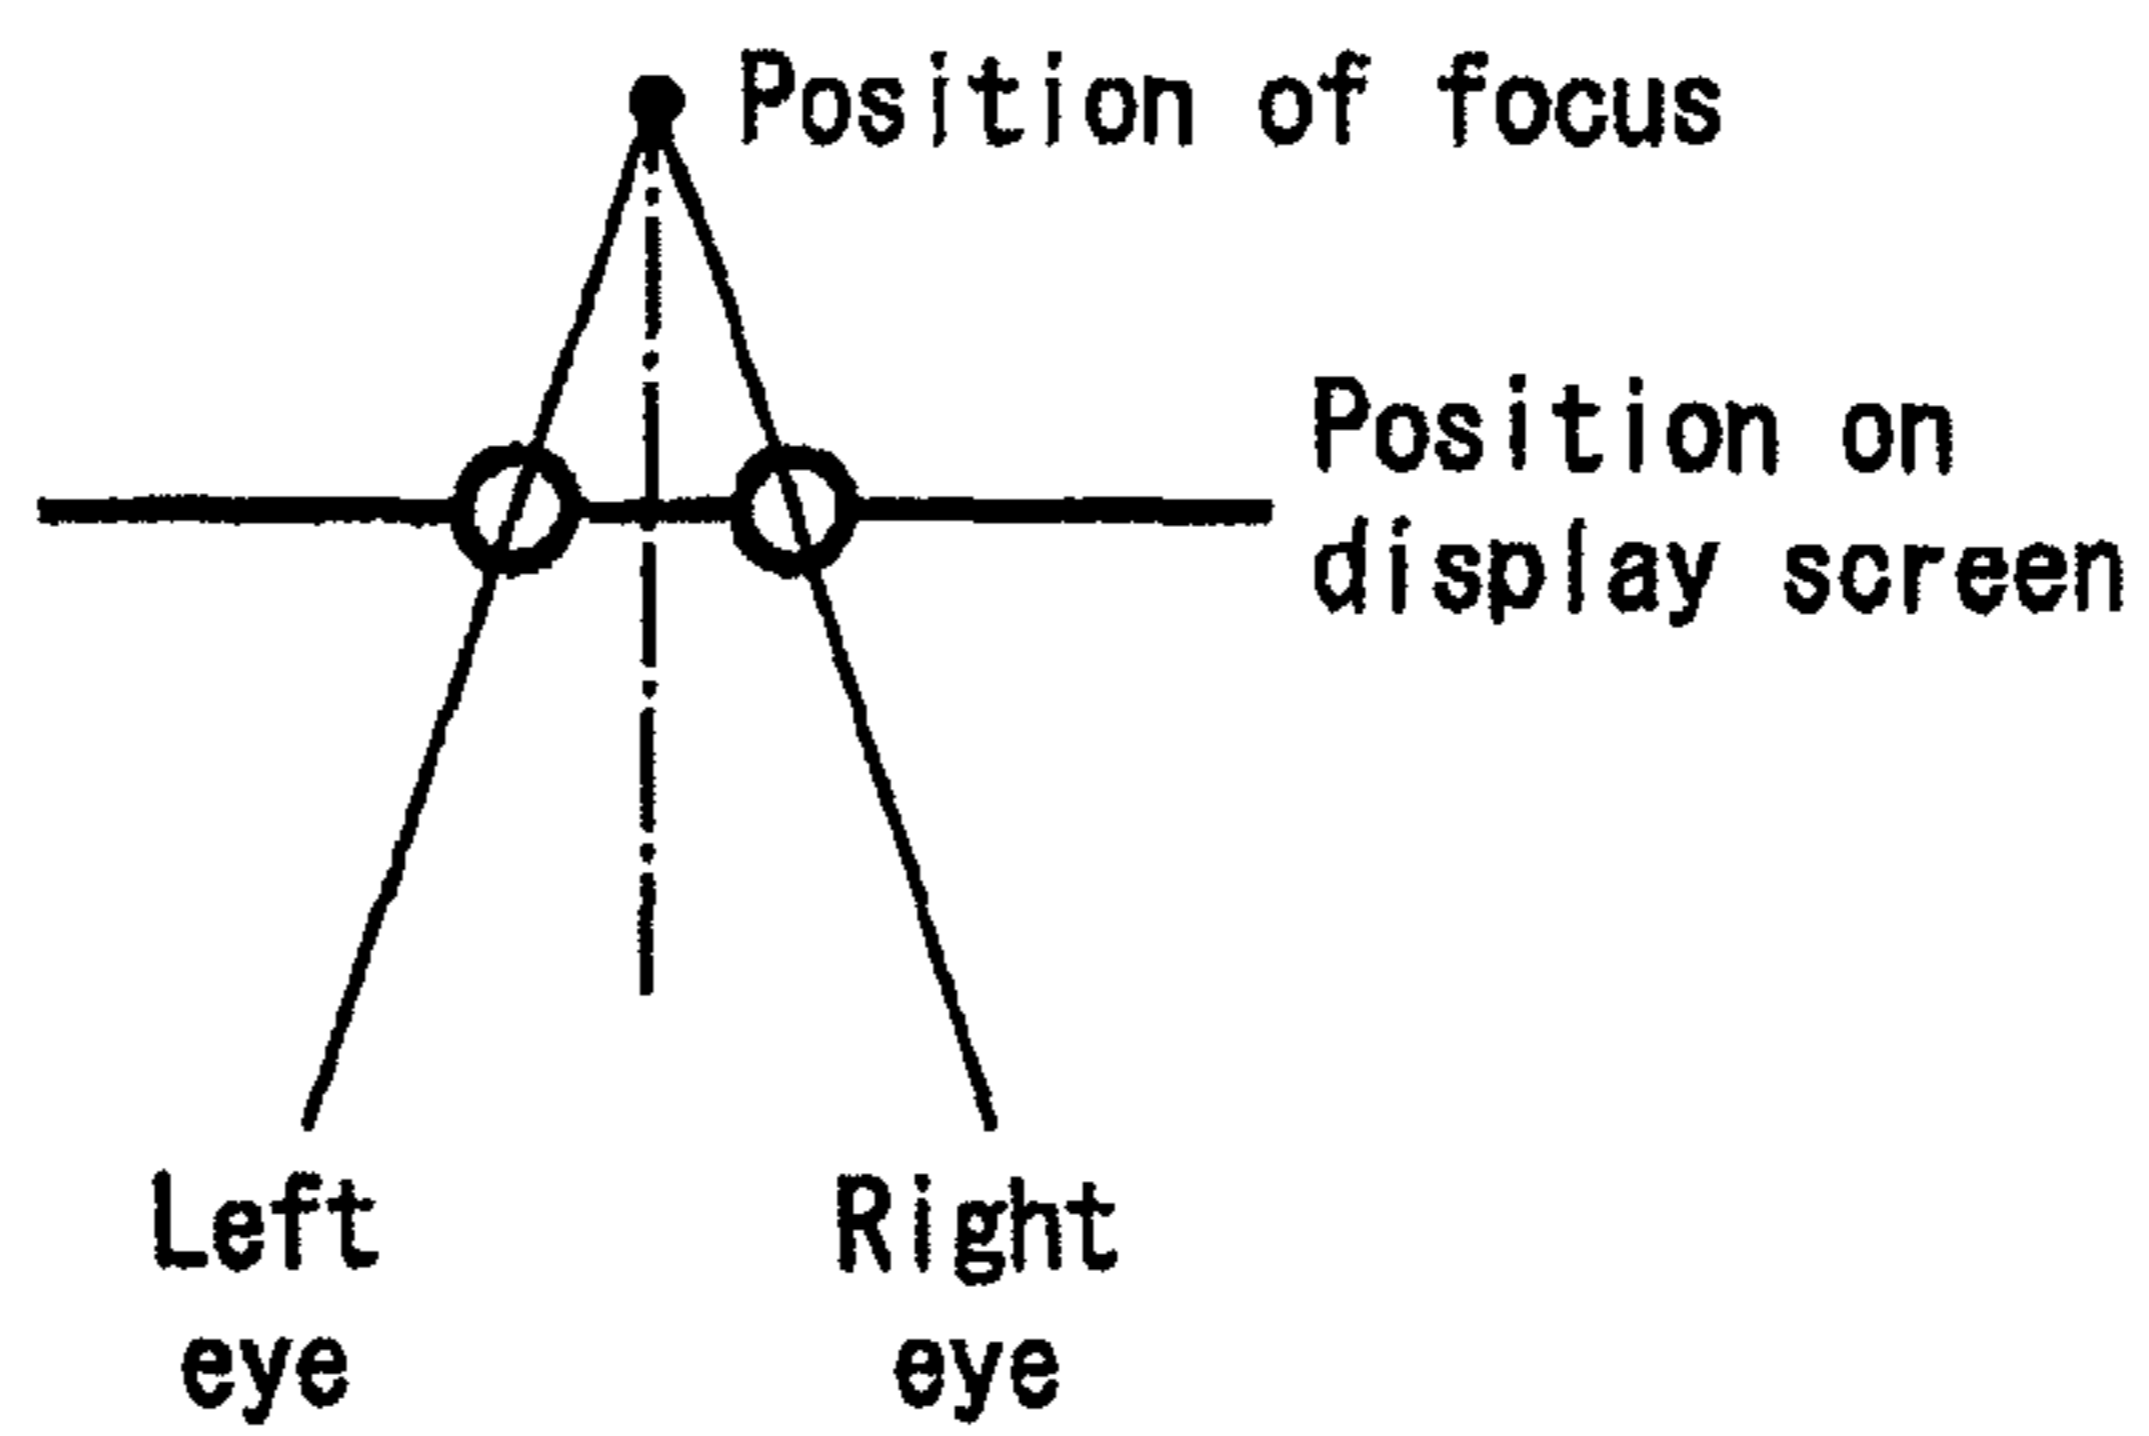 Position of focus
Position on
display screen
Left
eye
Right
eye